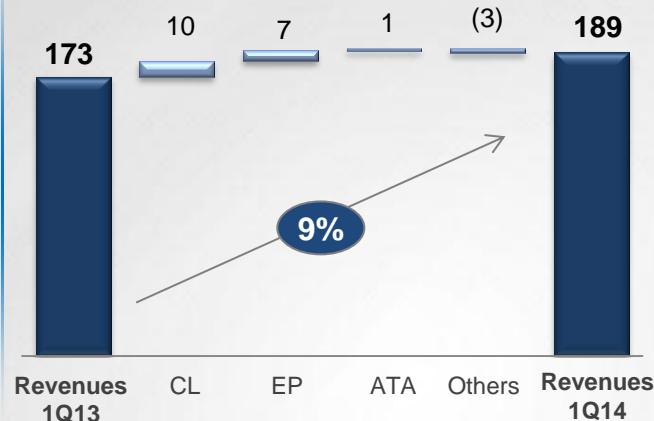 173
10
7
1
(3)
189
9%
Revenues 1Q13
CL
EP
ATA
Others
Revenues 1Q14